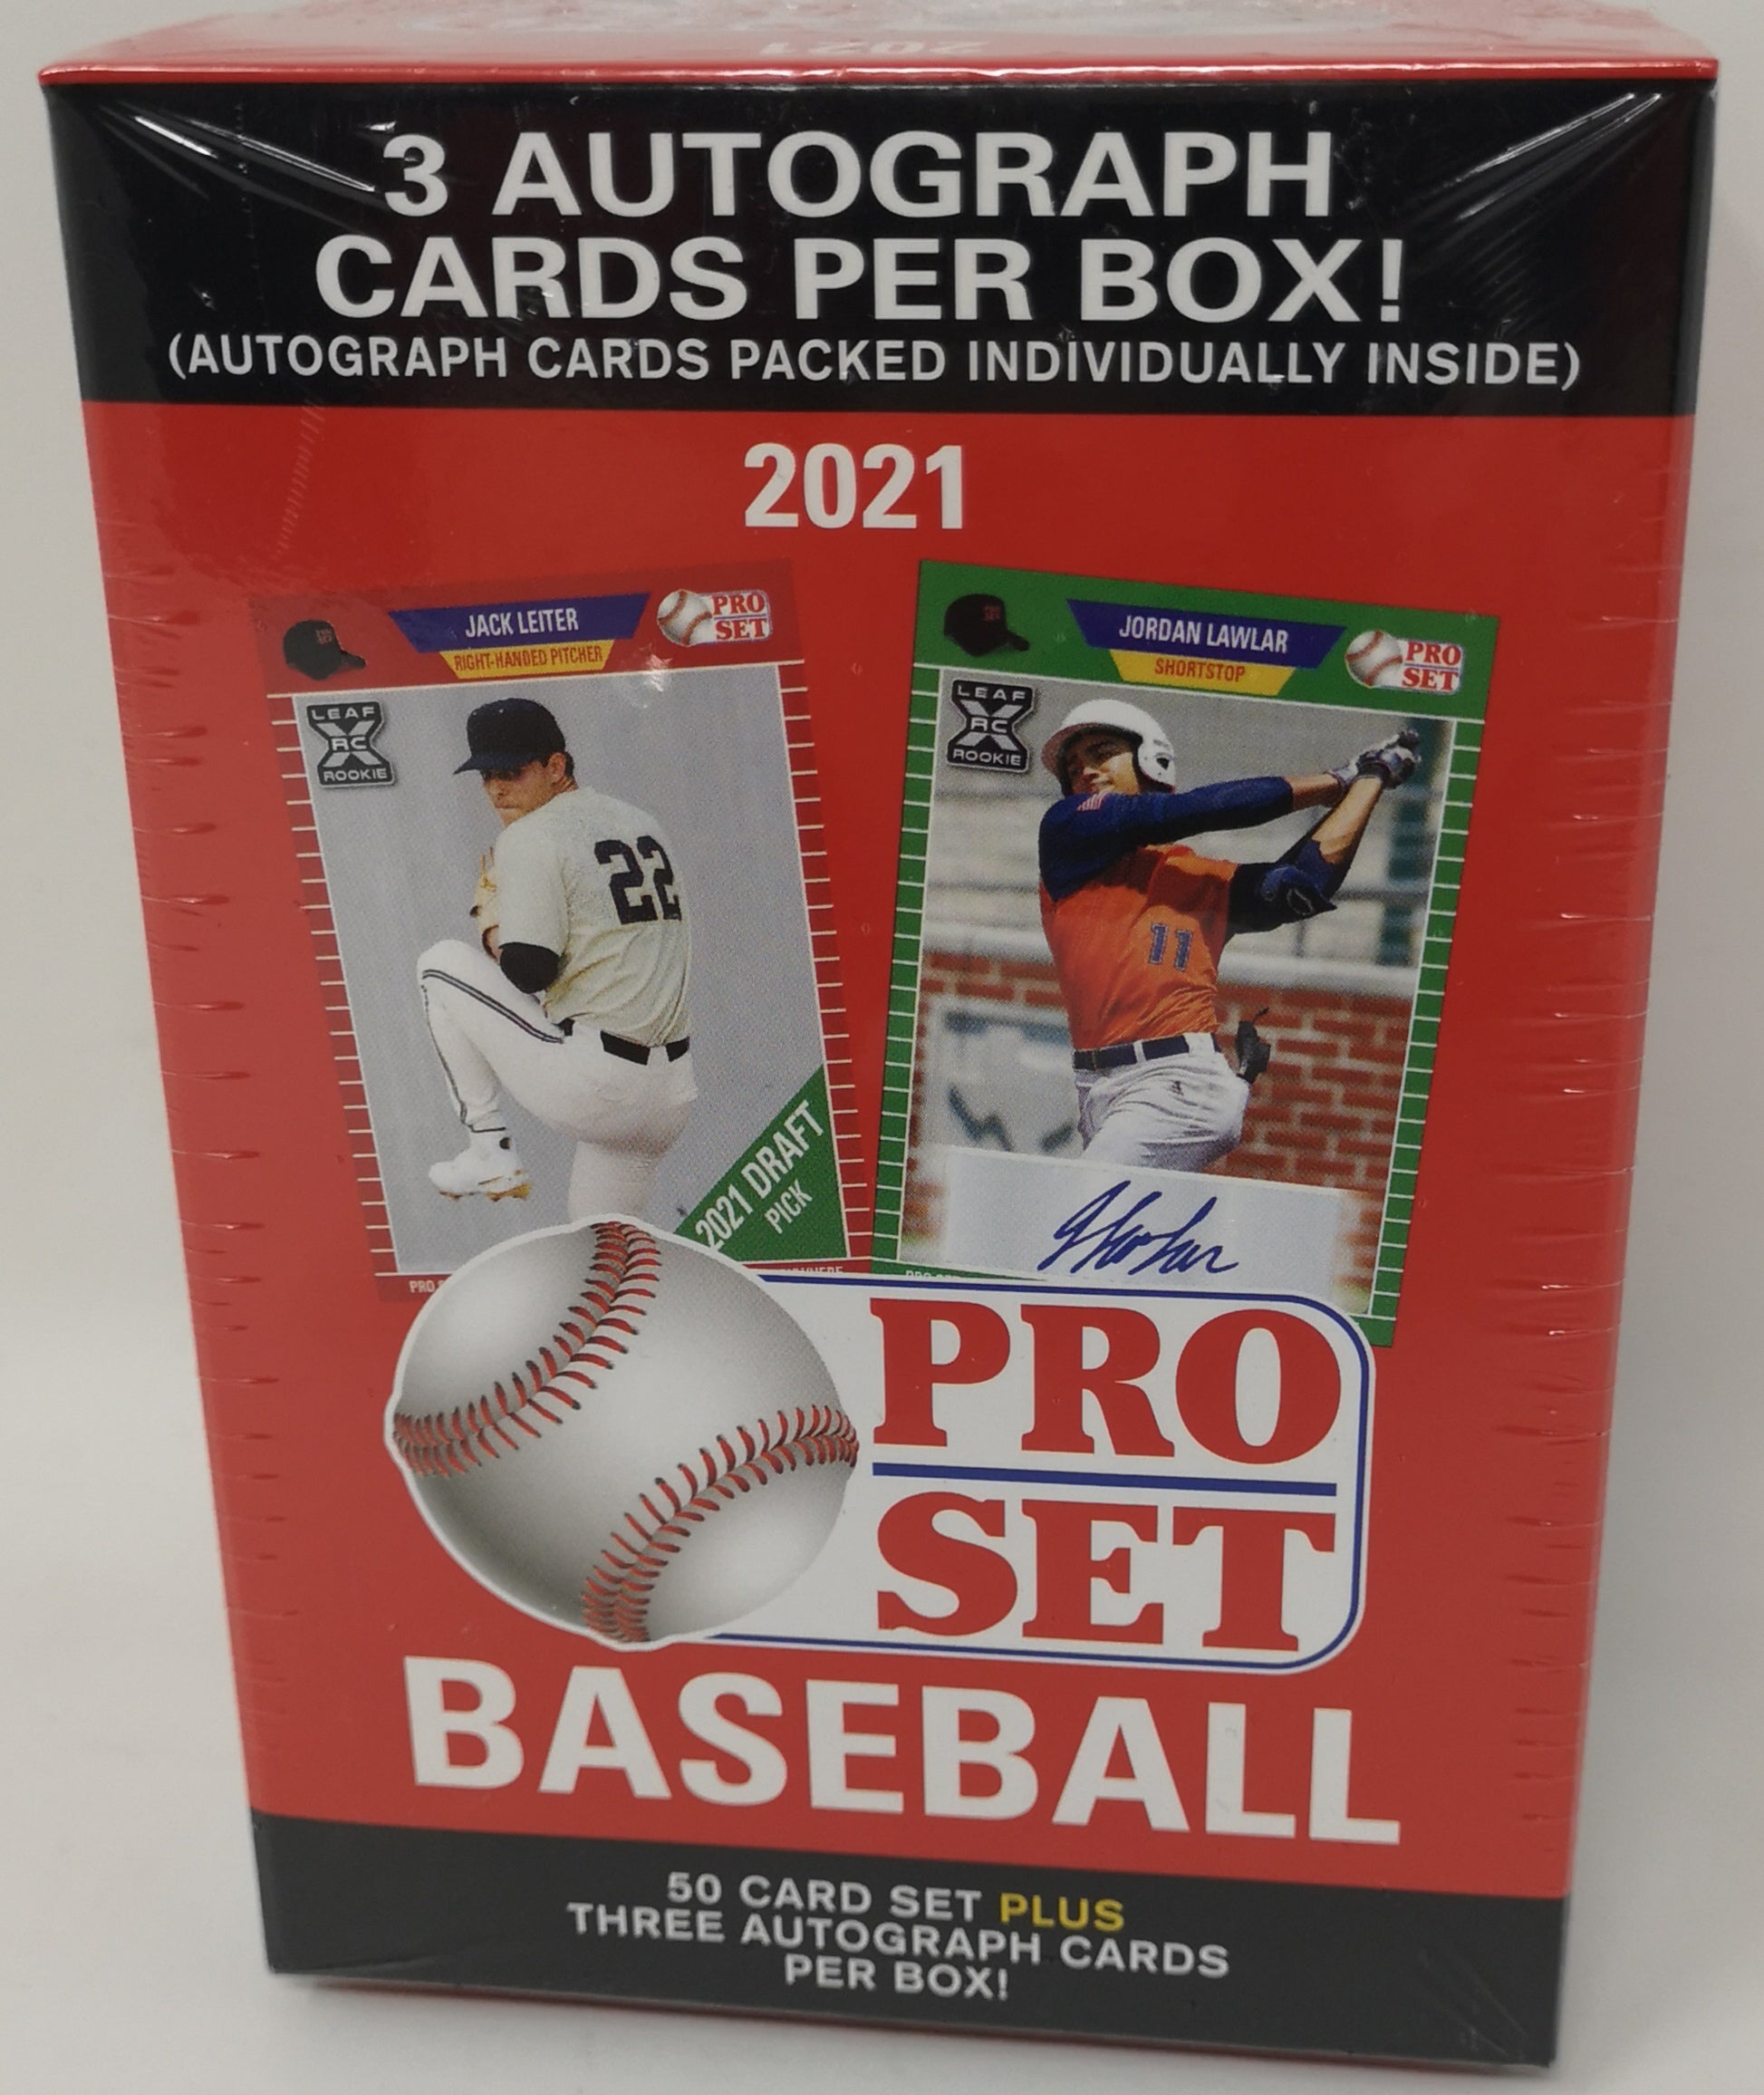 2021
3 AUTOGRAPH
CARDS PER BOX!
(AUTOGRAPH CARDS PACKED INDIVIDUALLY INSIDE)
2021
JACK LEITER
RIGHT-HANDED PITCHER
PRO
SET
LEAF
RC
ROOKIE
22
2021 DRAFT
PICK
PRO
JORDAN LAWLAR
SHORTSTOP
PRO
SET
LEAF
RC
ROOKIE
11
PRO
SET
BASEBALL
50 CARD SET PLUS
THREE AUTOGRAPH CARDS
PER BOX!